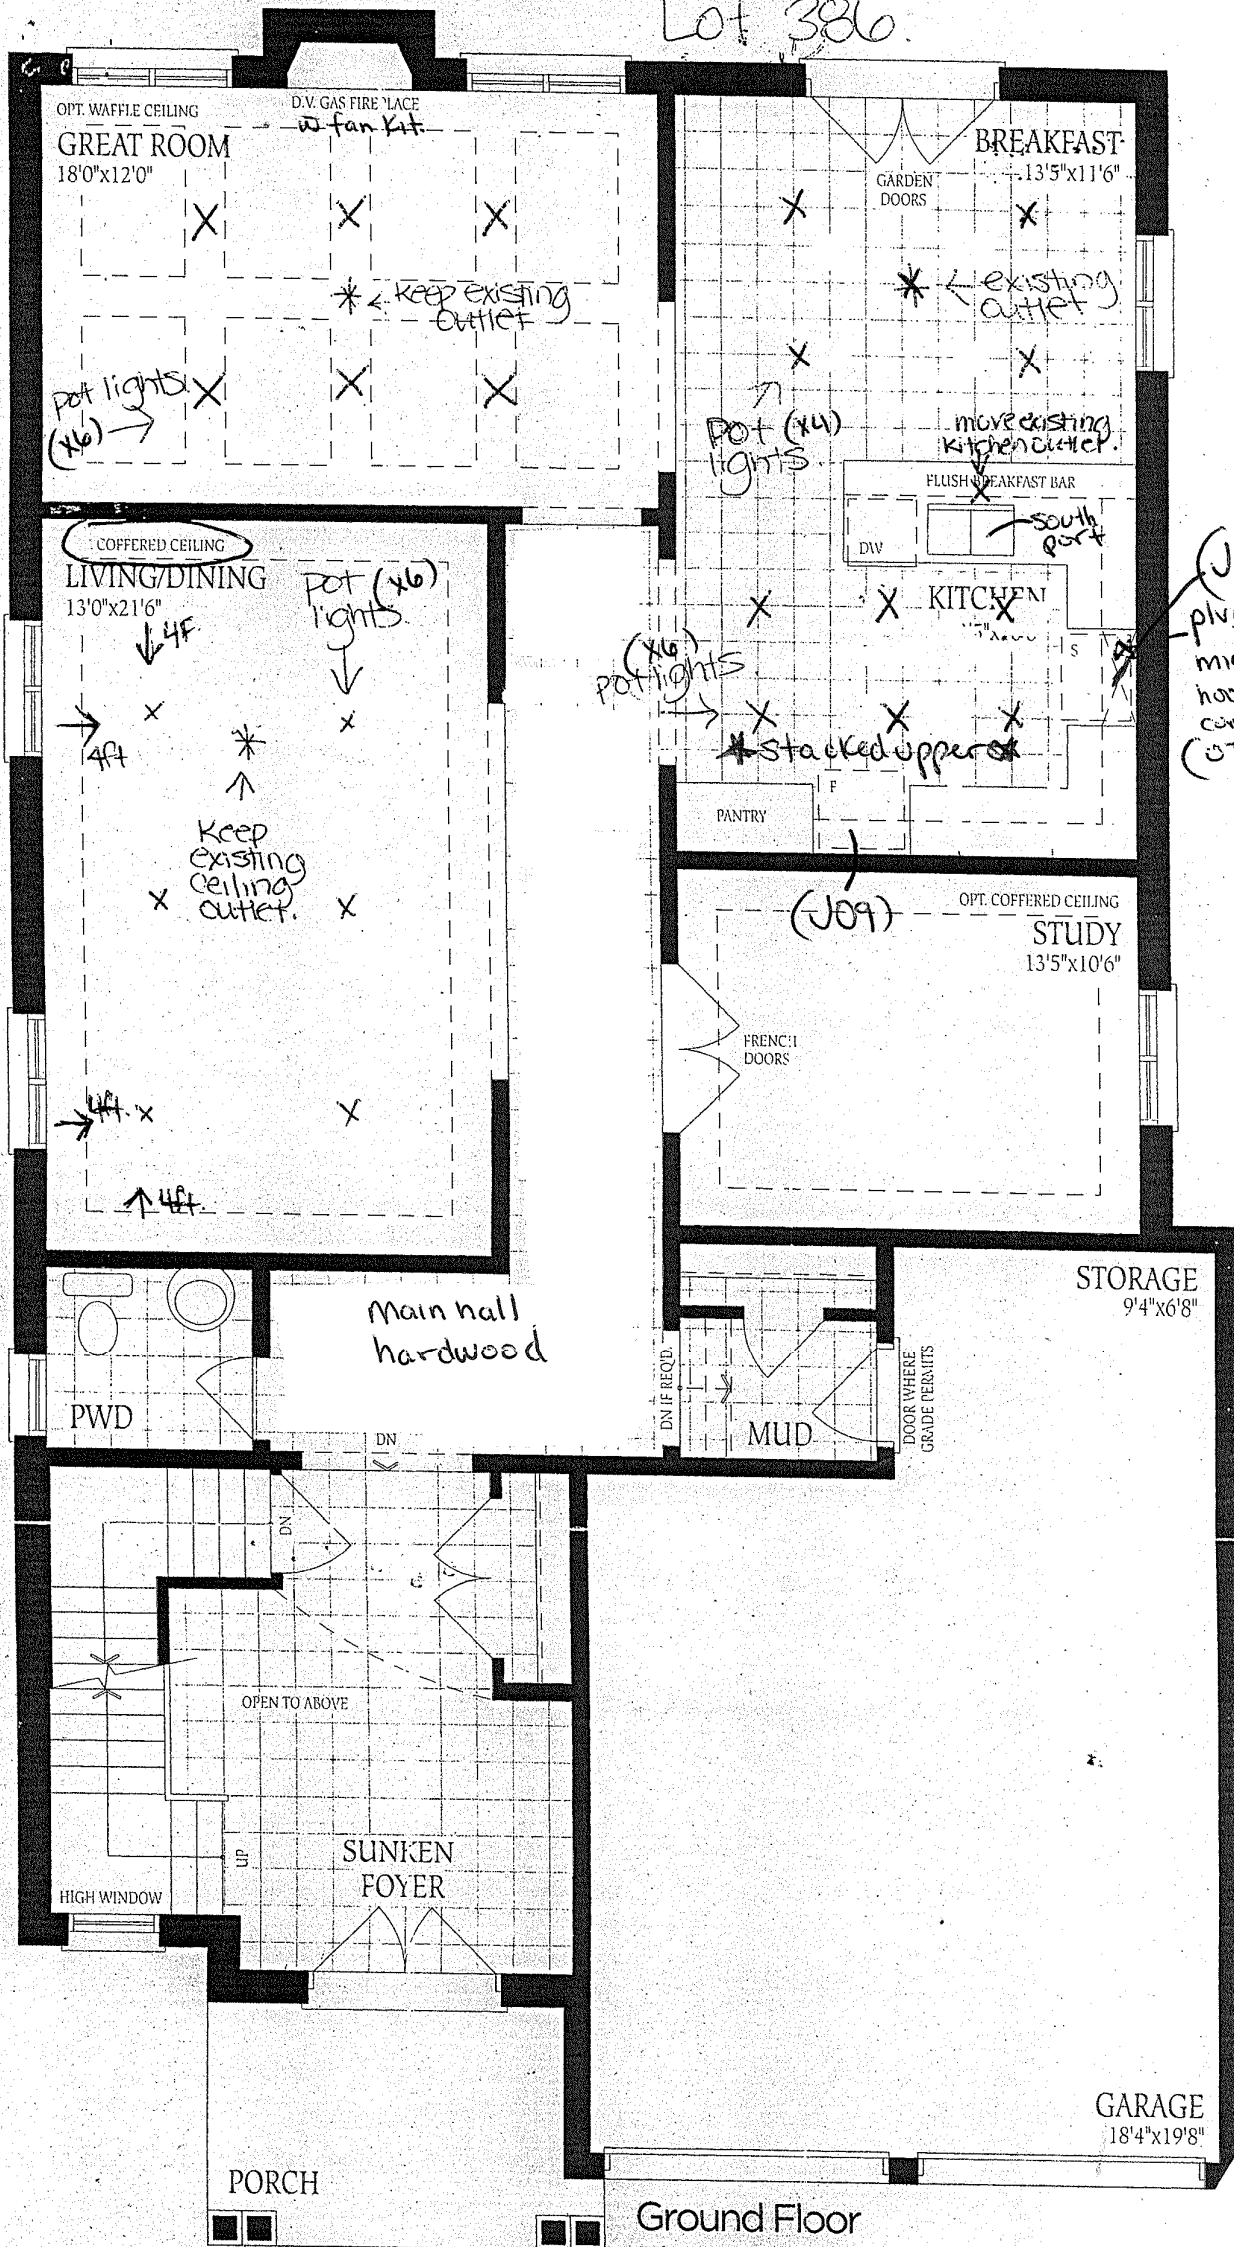 Lot 386.
OPT. WAFFLE CEILING
GREAT ROOM
18'0"x12'0"
D.V. GAS FIREPLACE
w fan Kit.
keep existing
outlet
pot lights
(x6)
BREAKFAST
13'5"x11'6"
GARDEN
DOORS
existing
outlet
Pot (x4)
lights.
move existing
kitchen outlet.
FLUSH BREAKFAST BAR
south
port
DW
KITCHEN
S
(x6)
pot lights
stacked uppers
F
PANTRY
(J09)
COFFERED CEILING
LIVING/DINING
13'0"x21'6"
pot (x6)
lights
4F
4ft
Keep
existing
ceiling
outlet.
4ft.
4ft.
OPT. COFFERED CEILING
STUDY
13'5"x10'6"
FRENCH
DOORS
Main hall
hardwood
PWD
DN
DN IF REQ'D.
MUD
DOOR WHERE
GRADE PERMITS
STORAGE
9'4"x6'8"
DN
OPEN TO ABOVE
UP
SUNKEN
FOYER
HIGH WINDOW
GARAGE
18'4"x19'8"
PORCH
Ground Floor